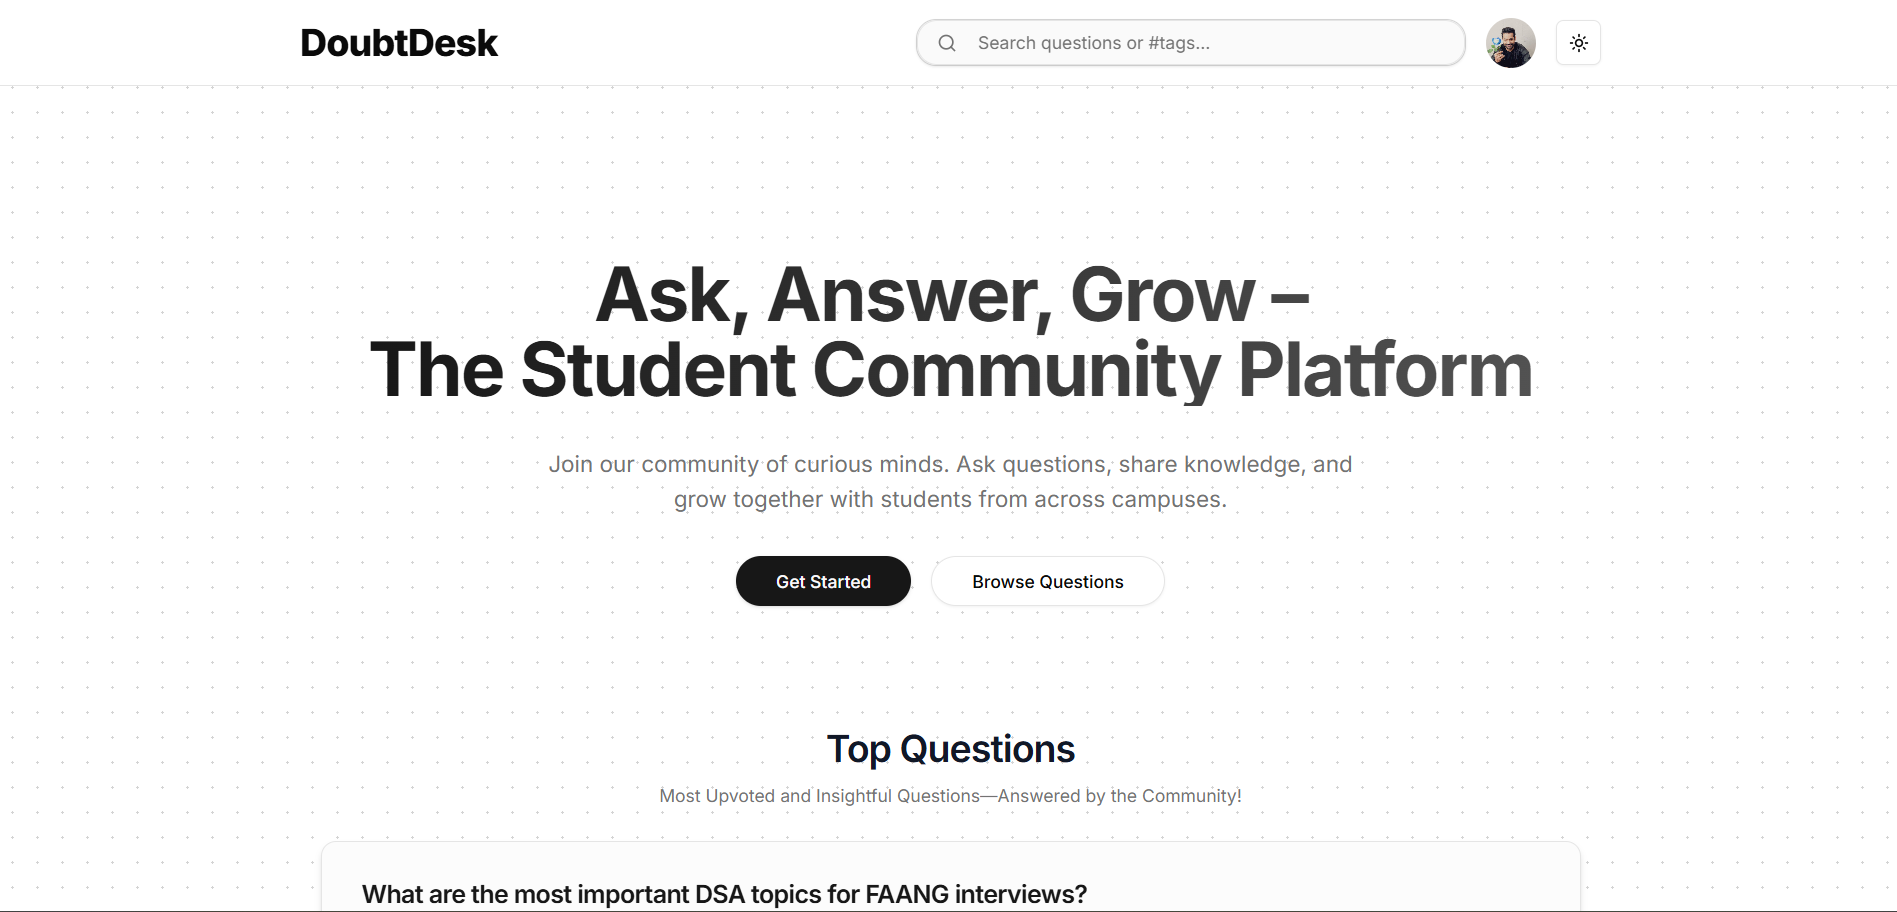 DoubtDesk
Search questions or #tags...
Ask, Answer, Grow –
The Student Community Platform
Join our community of curious minds. Ask questions, share knowledge, and
grow together with students from across campuses.
Get Started
Browse Questions
Top Questions
Most Upvoted and Insightful Questions—Answered by the Community!
What are the most important DSA topics for FAANG interviews?